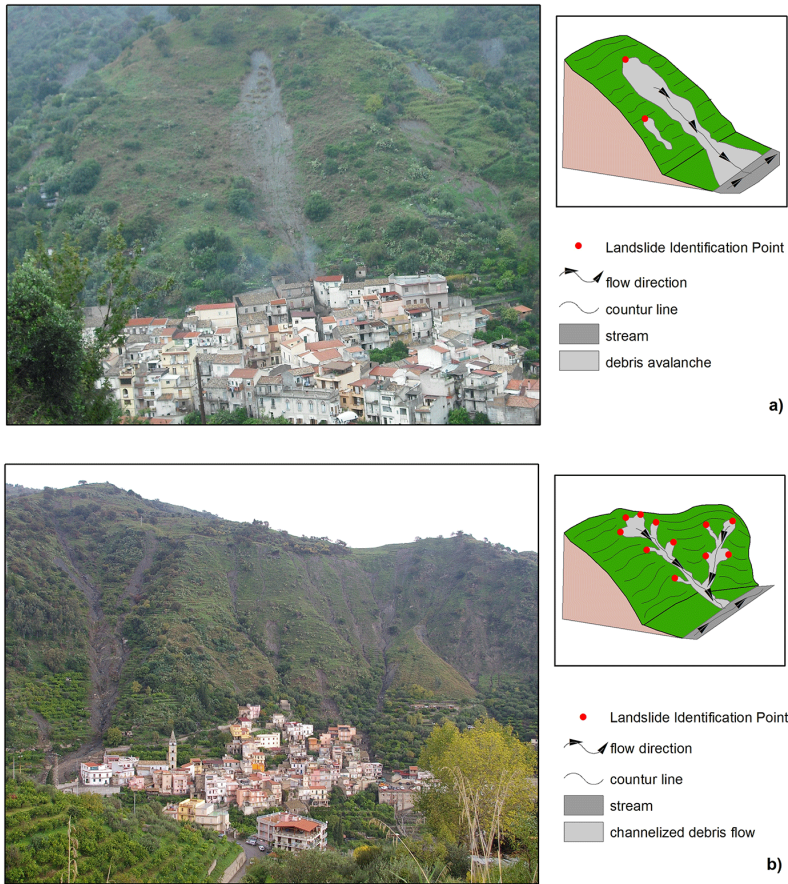 Landslide Identification Point
flow direction
countur line
stream
debris avalanche
a)
Landslide Identification Point
flow direction
countur line
stream
channelized debris flow
b)